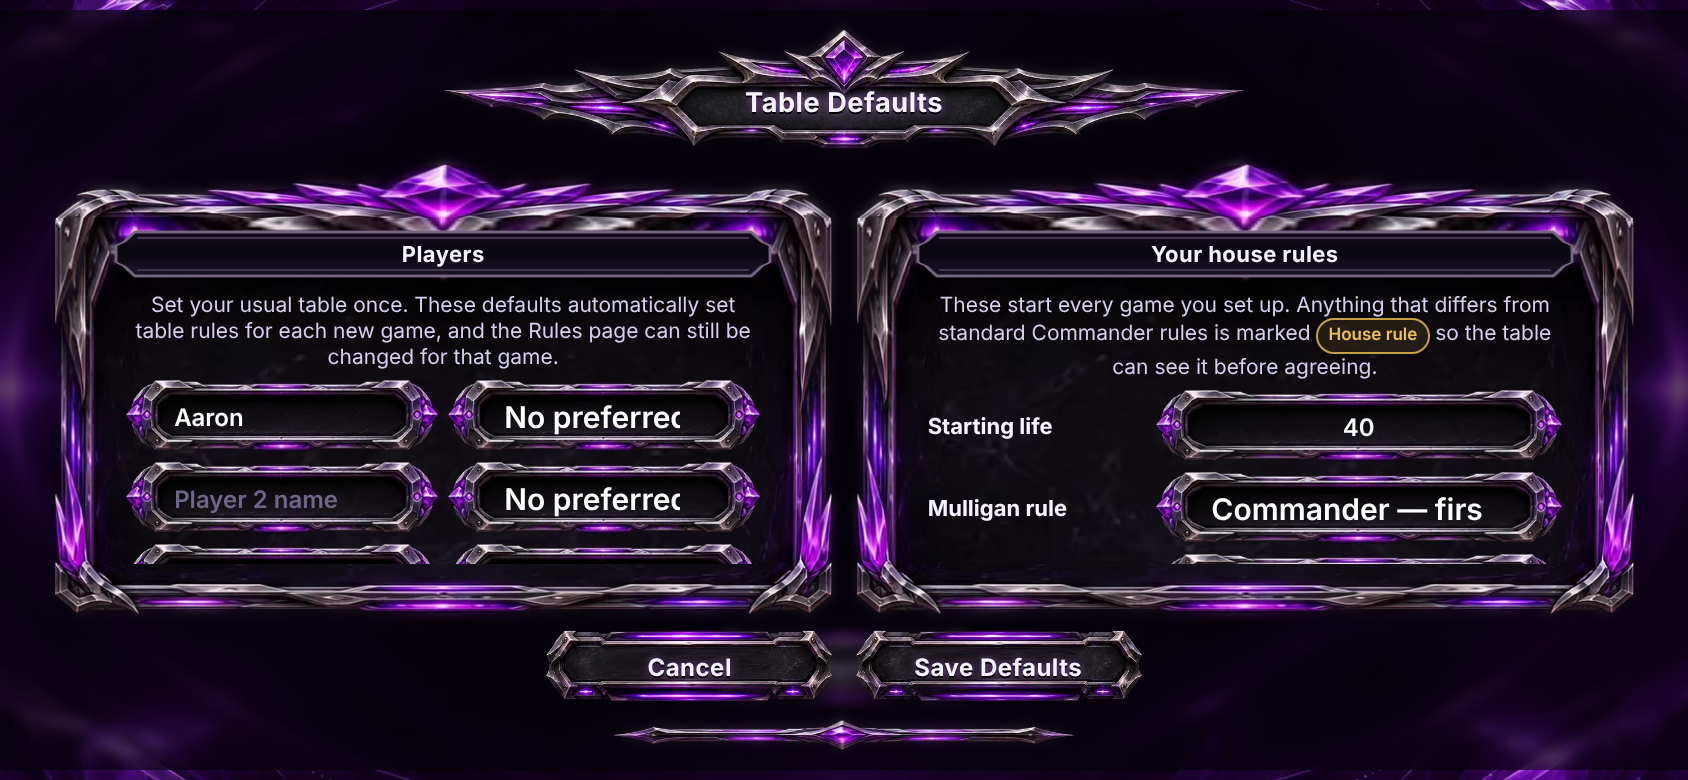 Table Defaults
Players
Set your usual table once. These defaults automatically set
table rules for each new game, and the Rules page can still be
changed for that game.
Aaron
No preferred
Player 2 name
No preferred
Your house rules
These start every game you set up. Anything that differs from
standard Commander rules is marked House rule so the table
can see it before agreeing.
Starting life
40
Mulligan rule
Commander — firs
Cancel
Save Defaults